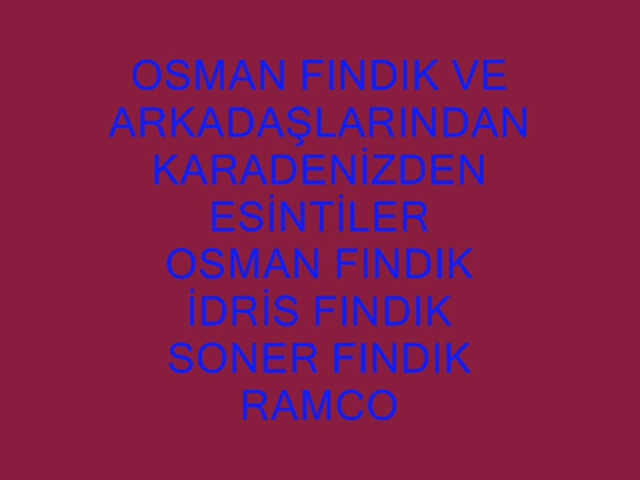 OSMAN FINDIK VE
ARKADAŞLARINDAN
KARADENİZDEN
ESİNTİLER
OSMAN FINDIK
İDRİS FINDIK
SONER FINDIK
RAMCO